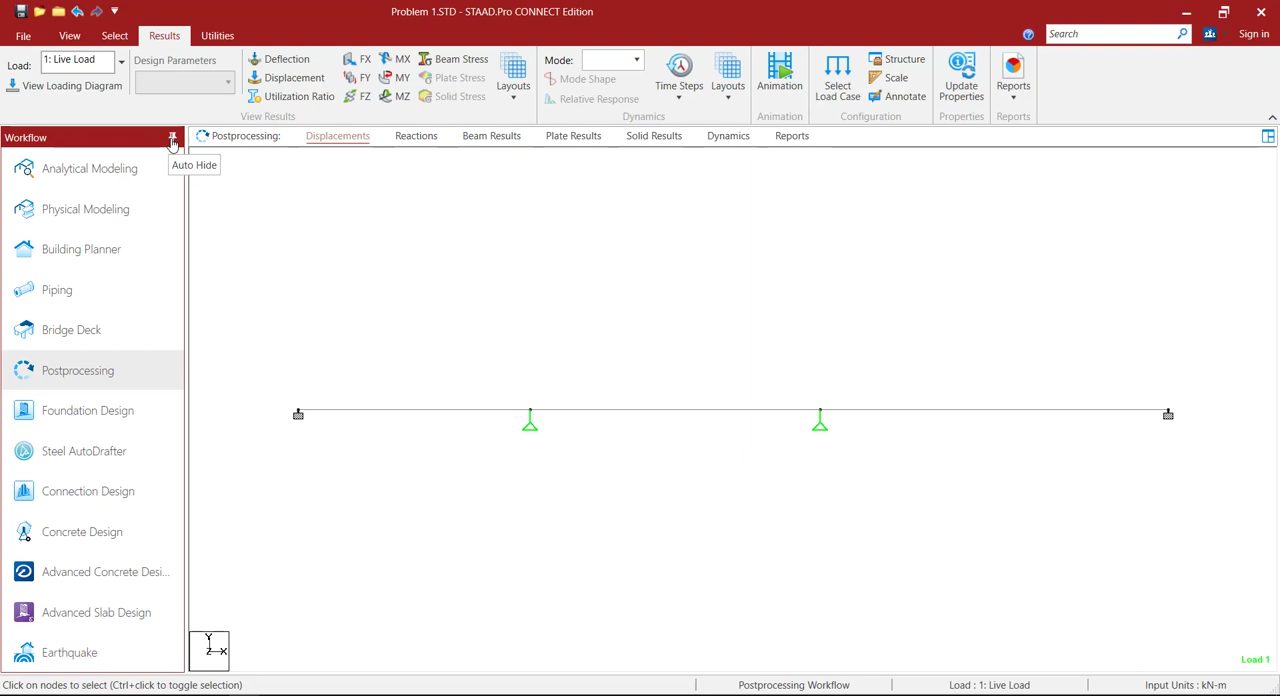 Problem 1.STD - STAAD.Pro CONNECT Edition
File View Select Results Utilities Search Sign in
Load: 1: Live Load
View Loading Diagram
Design Parameters
Deflection
Displacement
Utilization Ratio
FX
FY
FZ
MX
MY
MZ
Beam Stress
Plate Stress
Solid Stress
Layouts
View Results
Mode:
Mode Shape
Relative Response
Time Steps
Layouts
Dynamics
Animation
Animation
Select
Load Case
Structure
Scale
Annotate
Configuration
Update
Properties
Properties
Reports
Reports
Workflow
Auto Hide
Analytical Modeling
Physical Modeling
Building Planner
Piping
Bridge Deck
Postprocessing
Foundation Design
Steel AutoDrafter
Connection Design
Concrete Design
Advanced Concrete Desi...
Advanced Slab Design
Earthquake
Postprocessing: Displacements Reactions Beam Results Plate Results Solid Results Dynamics Reports
Y
Z X
Load 1
Click on nodes to select (Ctrl+click to toggle selection) Postprocessing Workflow Load : 1: Live Load Input Units : kN-m